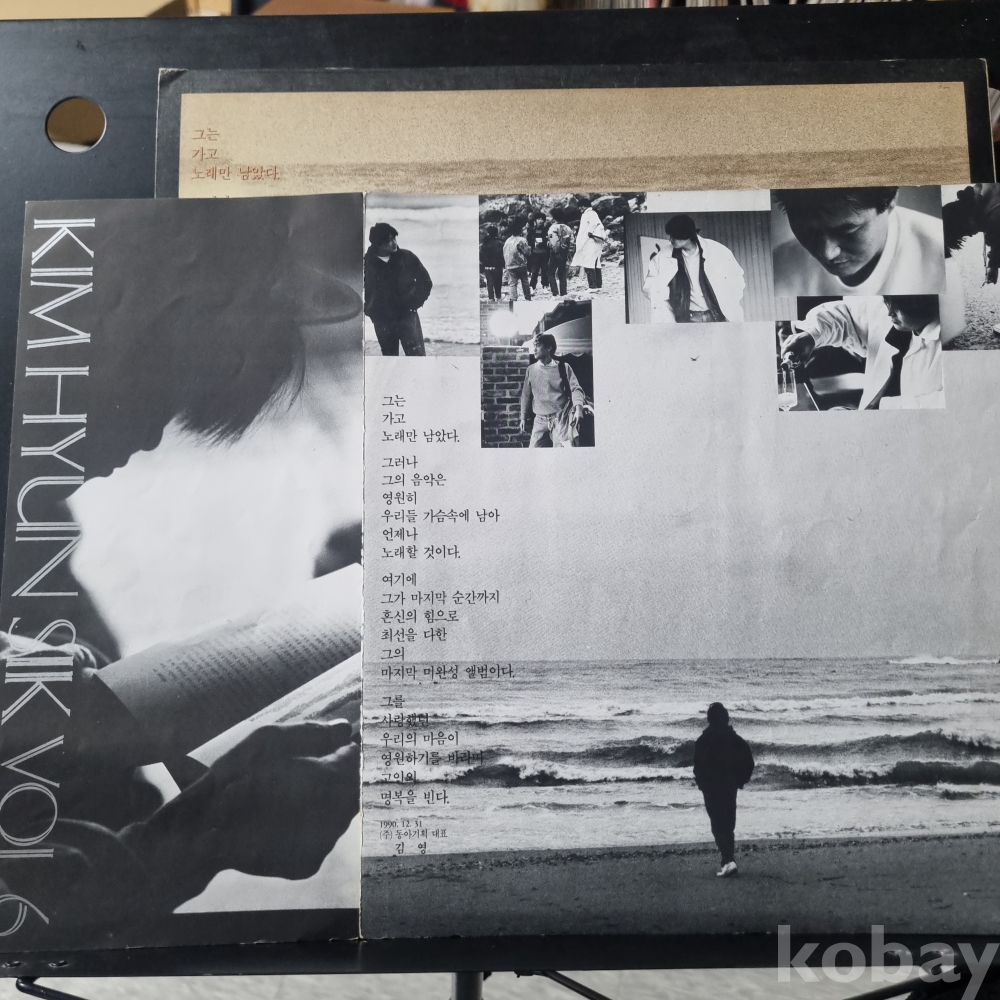 그는
가고
노래만 남았다.
KIM HYUN SIK VOL 6
그는
가고
노래만 남았다.
그러나
그의 음악은
영원히
우리들 가슴속에 남아
언제나
노래할 것이다.
여기에
그가 마지막 순간까지
혼신의 힘으로
최선을 다한
그의
마지막 미완성 앨범이다.
그를
사랑했던
우리의 마음이
영원하기를 바라며
고인의
명복을 빈다.
1990. 12. 31
(주) 동아기획 대표
김 영
kobay